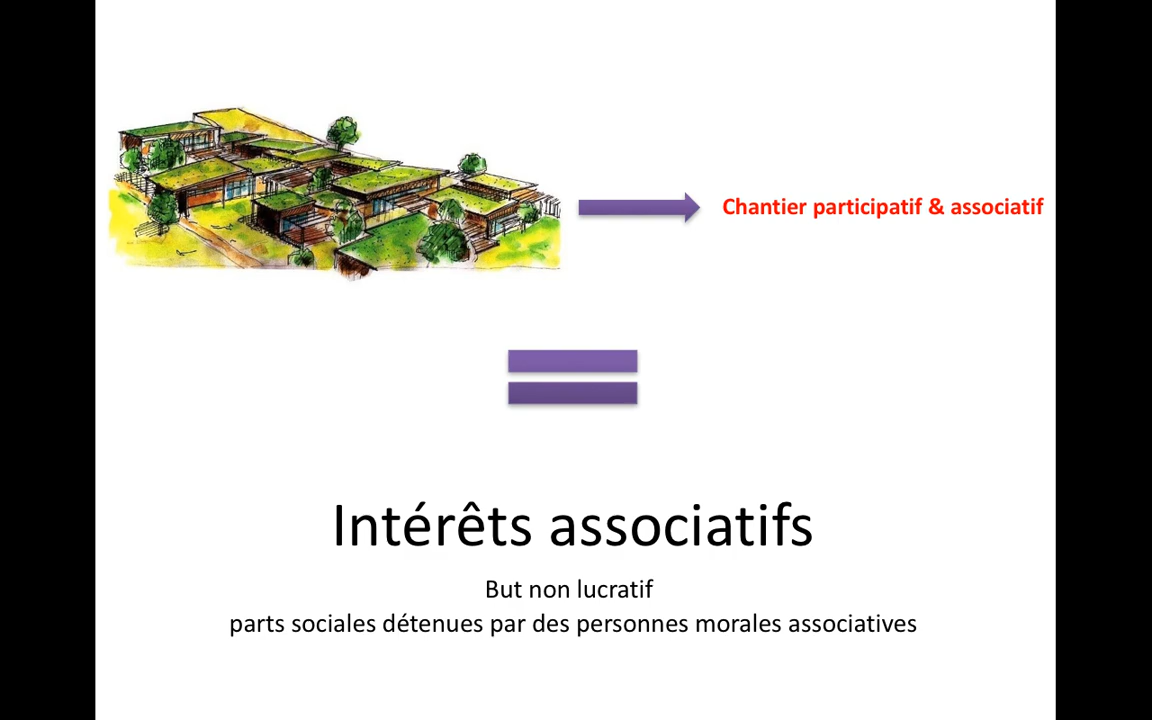 Chantier participatif & associatif
Intérêts associatifs
But non lucratif
parts sociales détenues par des personnes morales associatives